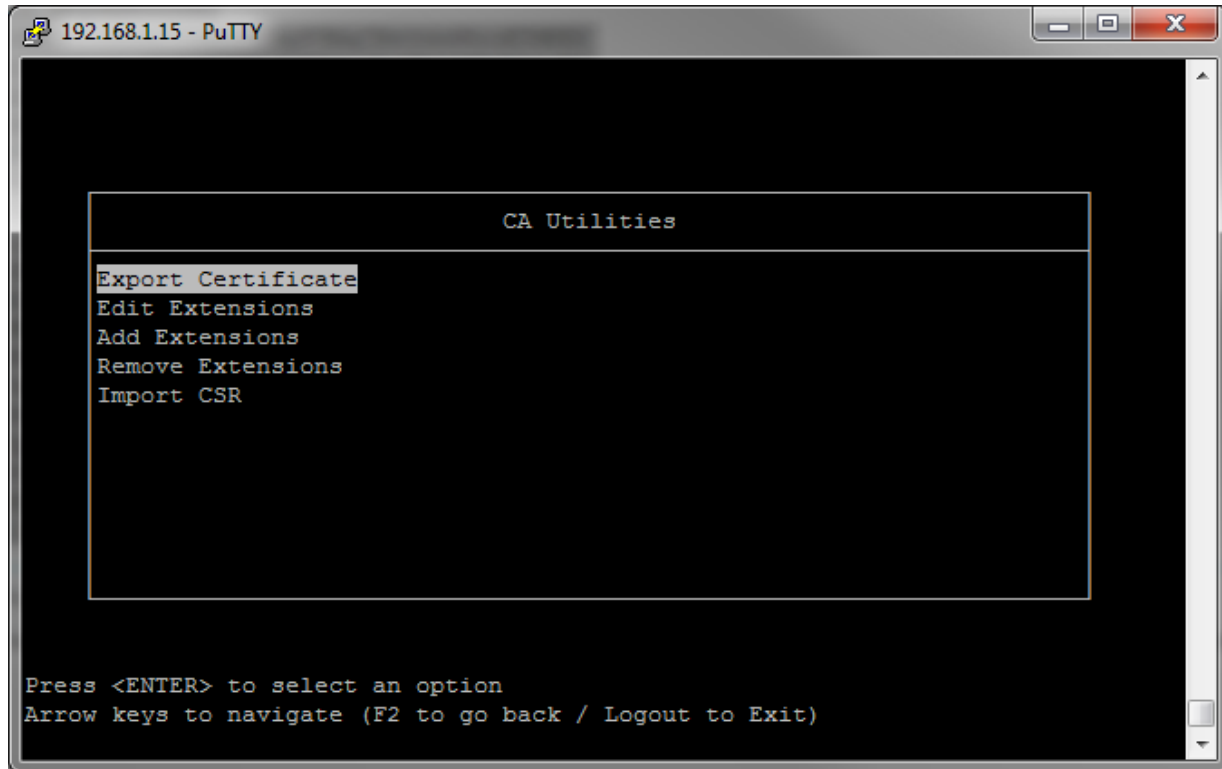 192.168.1.15 - PuTTY
CA Utilities
Export Certificate
Edit Extensions
Add Extensions
Remove Extensions
Import CSR
Press <ENTER> to select an option
Arrow keys to navigate (F2 to go back / Logout to Exit)